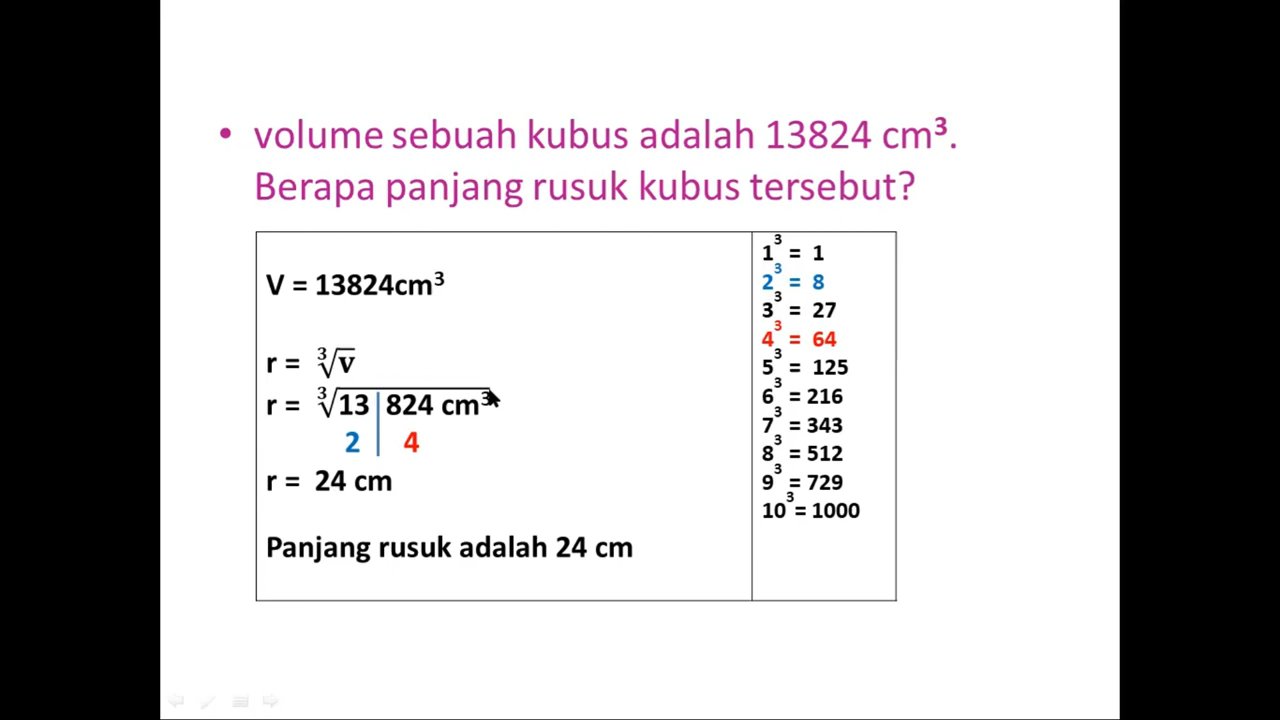 • volume sebuah kubus adalah 13824 cm³.
Berapa panjang rusuk kubus tersebut?
V = 13824cm³
r = ∛v
r = ∛13 824 cm³
2 4
r = 24 cm
Panjang rusuk adalah 24 cm
1³ = 1
2³ = 8
3³ = 27
4³ = 64
5³ = 125
6³ = 216
7³ = 343
8³ = 512
9³ = 729
10³ = 1000